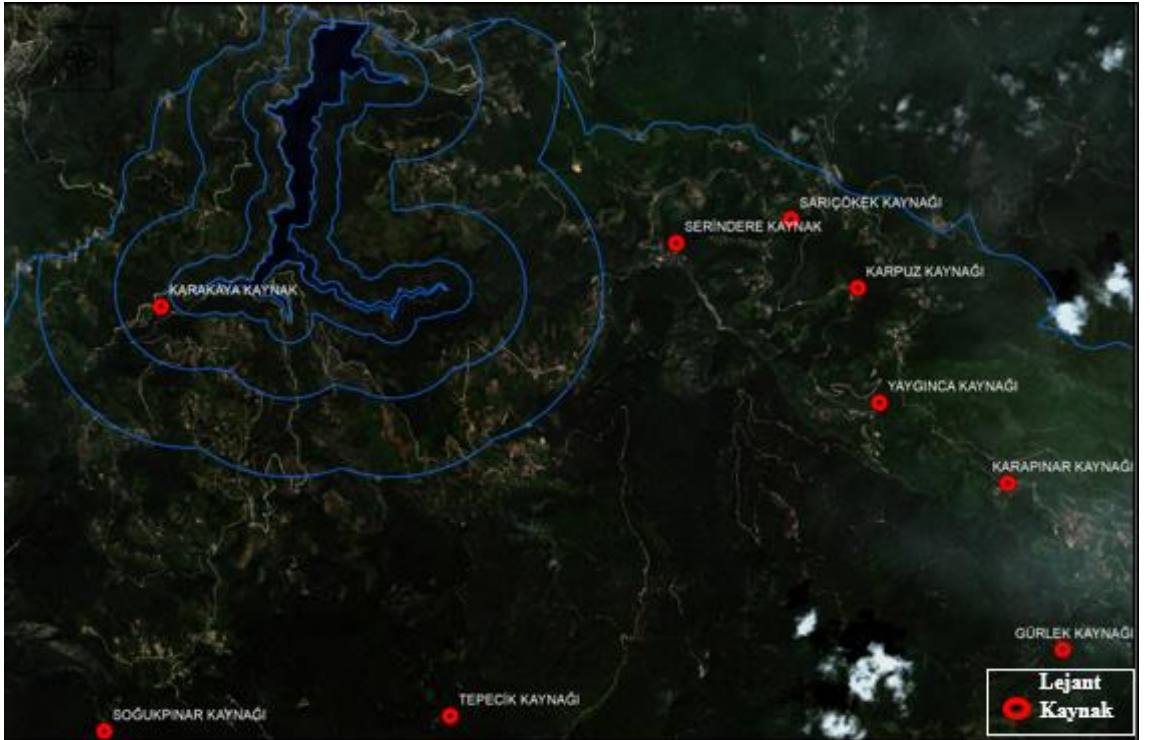 SARIÇÖKEK KAYNAĞI
SERİNDERE KAYNAK
KARPUZ KAYNAĞI
KARAKAYA KAYNAK
YAYGINCA KAYNAĞI
KARAPINAR KAYNAĞI
GÜRLEK KAYNAĞI
TEPECİK KAYNAĞI
SOĞUKPINAR KAYNAĞI
Lejant
Kaynak